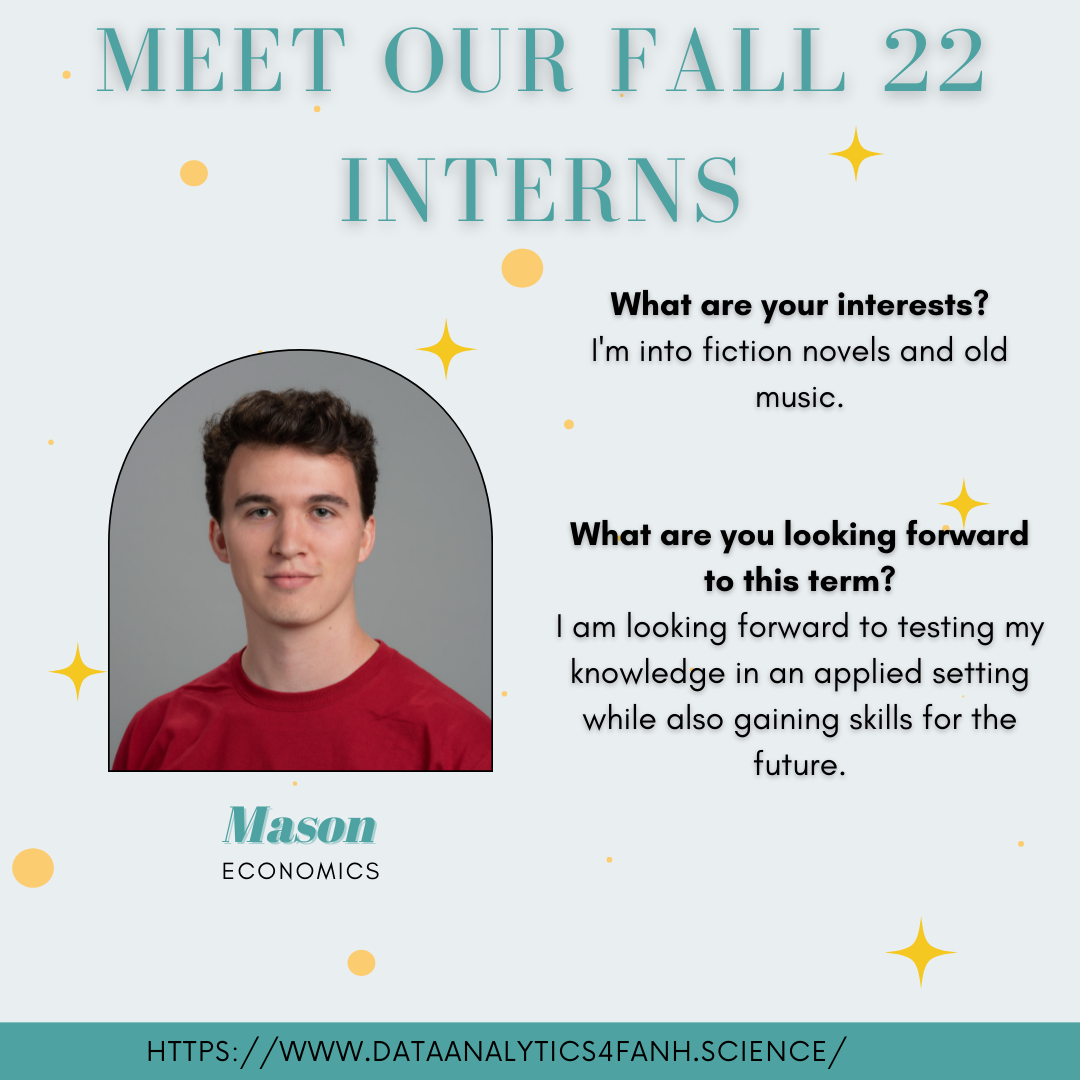 MEET OUR FALL 22
INTERNS
What are your interests?
I'm into fiction novels and old
music.
What are you looking forward
to this term?
I am looking forward to testing my
knowledge in an applied setting
while also gaining skills for the
future.
Mason
ECONOMICS
HTTPS://WWW.DATAANALYTICS4FANH.SCIENCE/